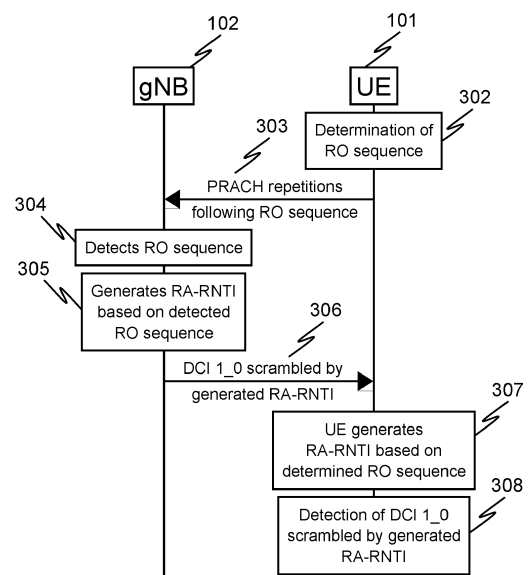 102
101
gNB
UE
302
Determination of
RO sequence
303
PRACH repetitions
following RO sequence
304
Detects RO sequence
305
Generates RA-RNTI
based on detected
RO sequence
306
DCI 1_0 scrambled by
generated RA-RNTI
307
UE generates
RA-RNTI based on
determined RO sequence
308
Detection of DCI 1_0
scrambled by generated
RA-RNTI